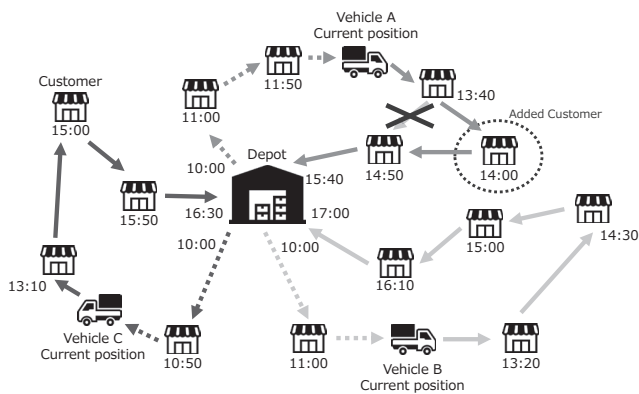 Vehicle A
Current position
11:50
Customer
13:40
11:00
Added Customer
15:00
Depot
10:00
15:40
14:50
14:00
15:50
16:30
17:00
15:00
14:30
10:00
10:00
13:10
16:10
Vehicle C
Current position
10:50
11:00
Vehicle B
Current position
13:20